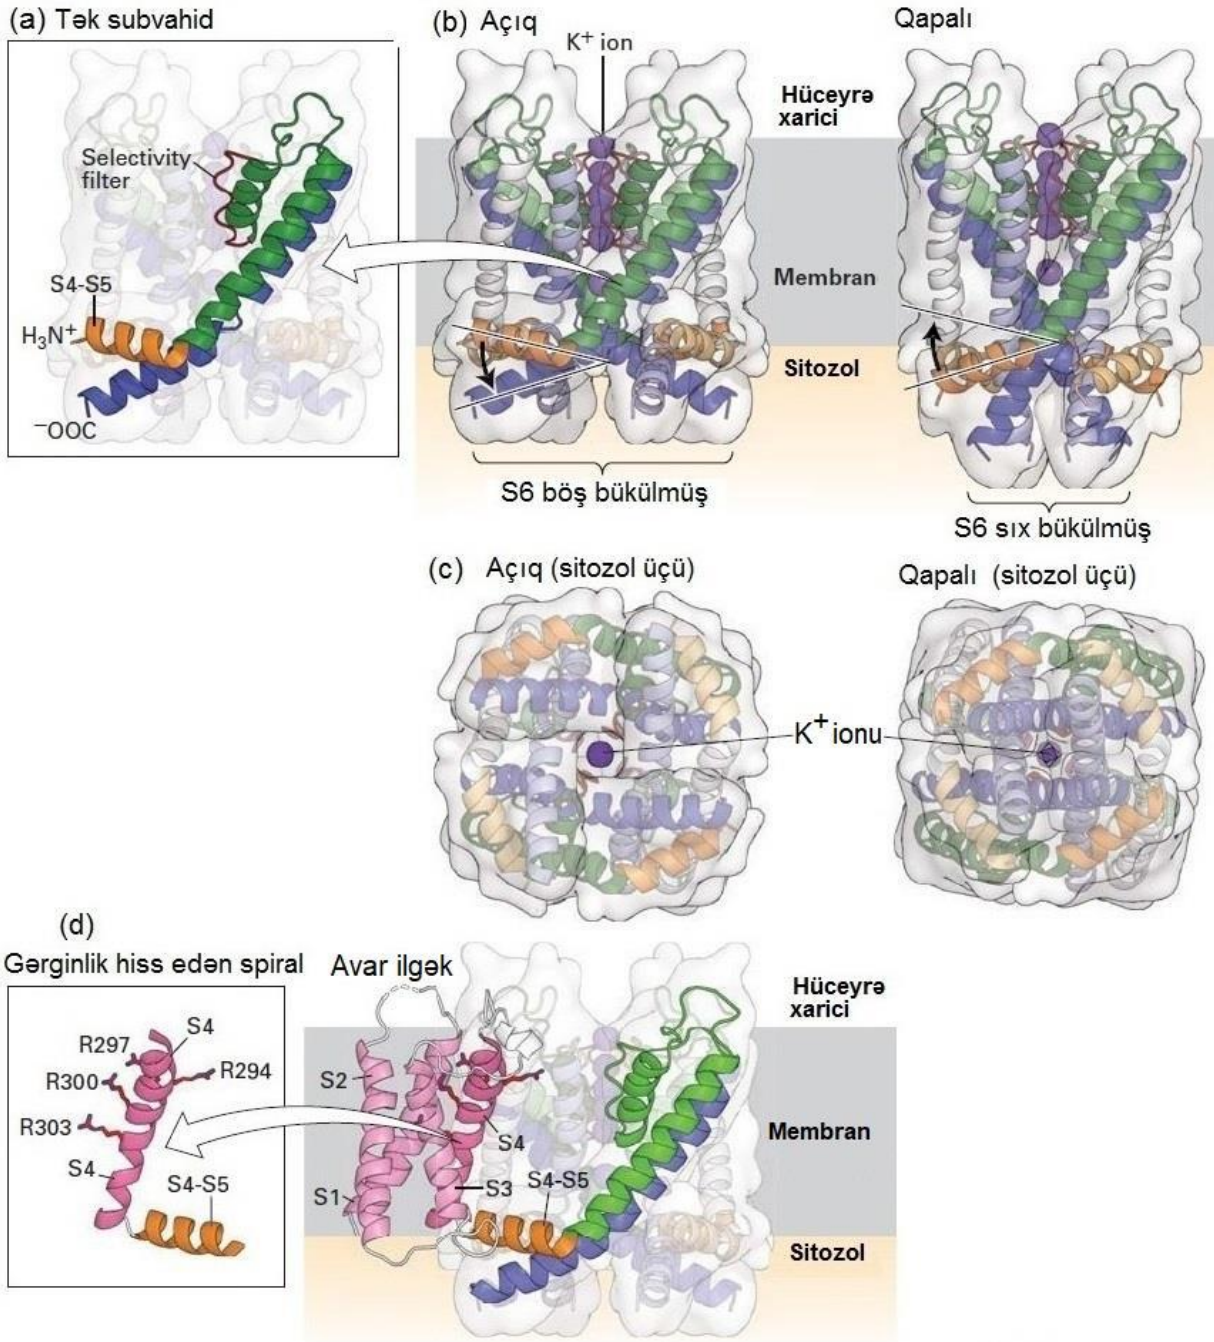 (a) Tək subvahid
Selectivity
filter
S4-S5
H₃N⁺
⁻OOC
(b) Açıq
K⁺ ion
Qapalı
Hüceyrə
xarici
Membran
Sitozol
S6 böş bükülmüş
S6 sıx bükülmüş
(c) Açıq (sitozol üçü)
Qapalı (sitozol üçü)
K⁺ ionu
(d)
Gərginlik hiss edən spiral
S4
R297
R300
R294
R303
S4
S4-S5
Avar ilgək
S2
S1
S4
S3
S4-S5
Hüceyrə
xarici
Membran
Sitozol